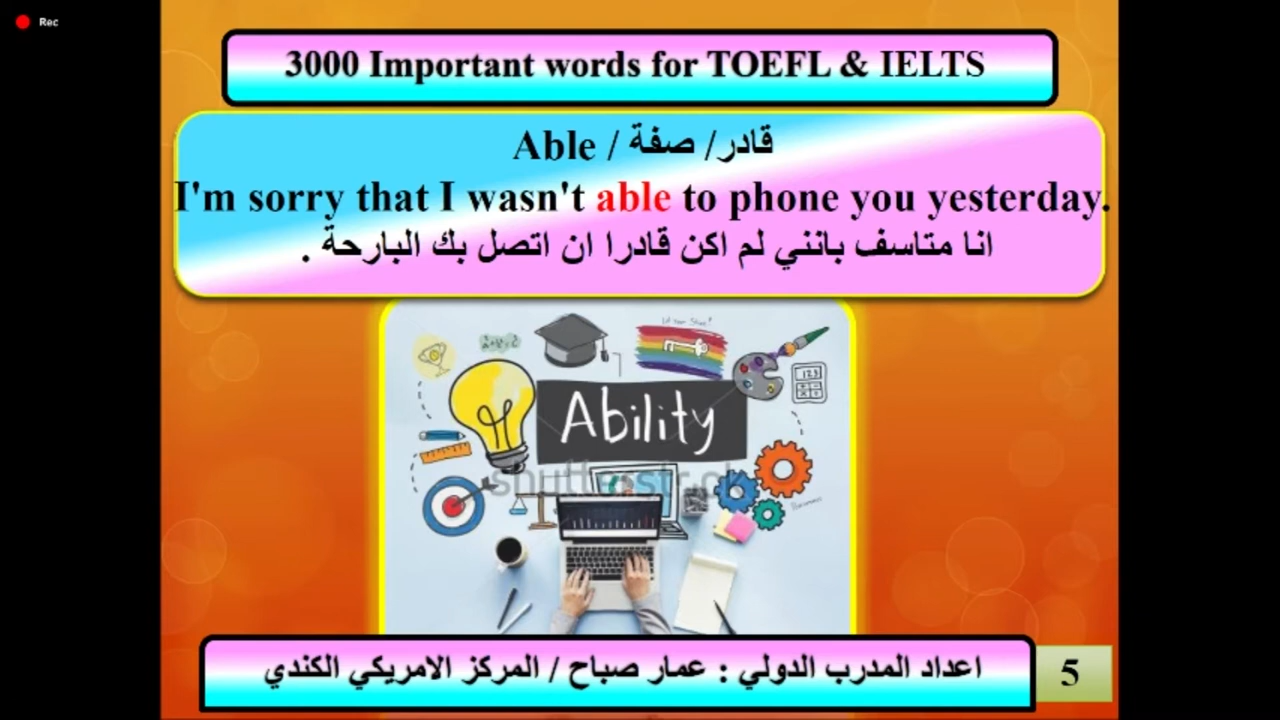 Rec
3000 Important words for TOEFL & IELTS
Able / قادر/ صفة
I'm sorry that I wasn't able to phone you yesterday.
انا متاسف بانني لم اكن قادرا ان اتصل بك البارحة .
Ability
123
shutterstock
اعداد المدرب الدولي : عمار صباح / المركز الامريكي الكندي
5